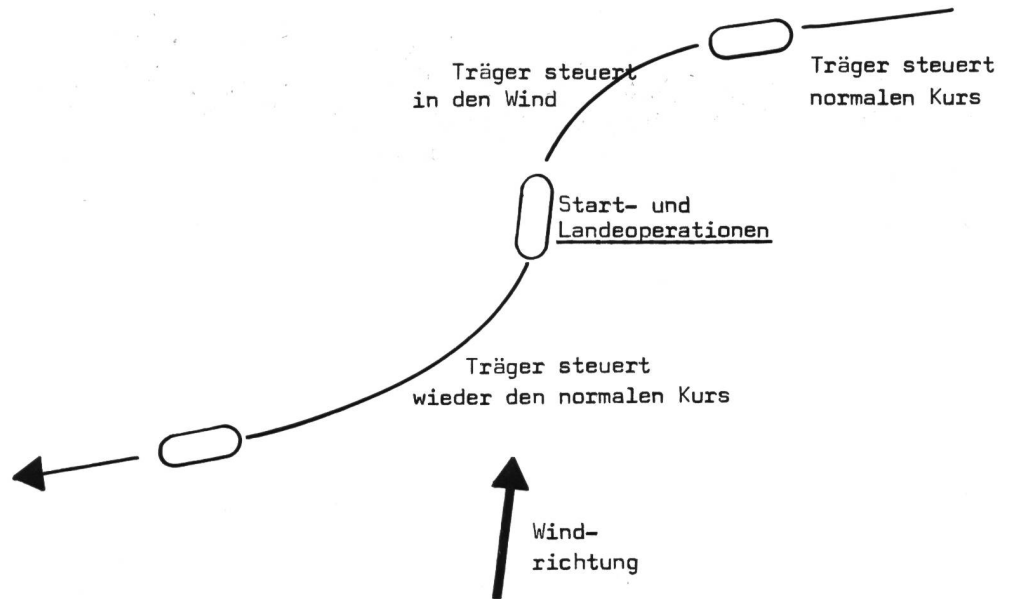 Träger steuert
in den Wind
Träger steuert
normalen Kurs
Start- und
Landeoperationen
Träger steuert
wieder den normalen Kurs
Wind-
richtung